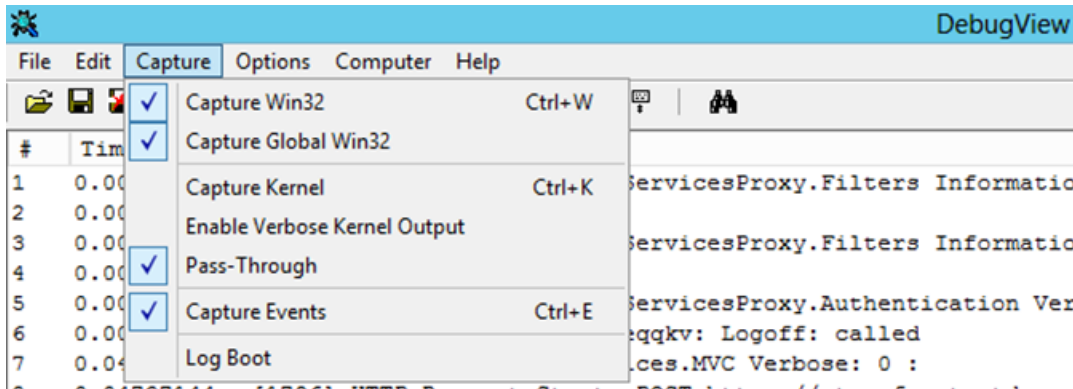 DebugView
File Edit Capture Options Computer Help
Capture Win32 Ctrl+W
# Capture Global Win32
1 0.00 Capture Kernel Ctrl+K ServicesProxy.Filters
2 0.00 Enable Verbose Kernel Output
3 0.00 ServicesProxy.Filters
4 0.00 Pass-Through
5 0.00 Capture Events Ctrl+E ServicesProxy.Authentication
6 0.00 eqqkv: Logoff: called
7 0.04 Log Boot ces.MVC Verbose: 0 :